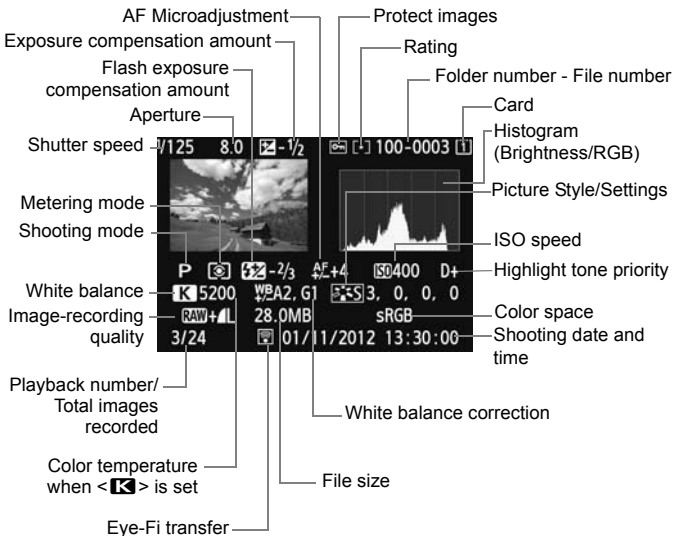 AF Microadjustment
Protect images
Exposure compensation amount
Rating
Flash exposure
compensation amount
Folder number - File number
Aperture
Card
Shutter speed
Histogram
(Brightness/RGB)
/125 8.0 -1/2 [-] 100-0003 1
Picture Style/Settings
Metering mode
Shooting mode
ISO speed
P -2/3 AF+4 ISO400 D+
Highlight tone priority
White balance
K 5200 WB A2, G1 S 3, 0, 0, 0
Image-recording
quality
RAW+L 28.0MB sRGB
Color space
3/24 01/11/2012 13:30:00
Shooting date and
time
Playback number/
Total images
recorded
White balance correction
Color temperature
when <K> is set
File size
Eye-Fi transfer